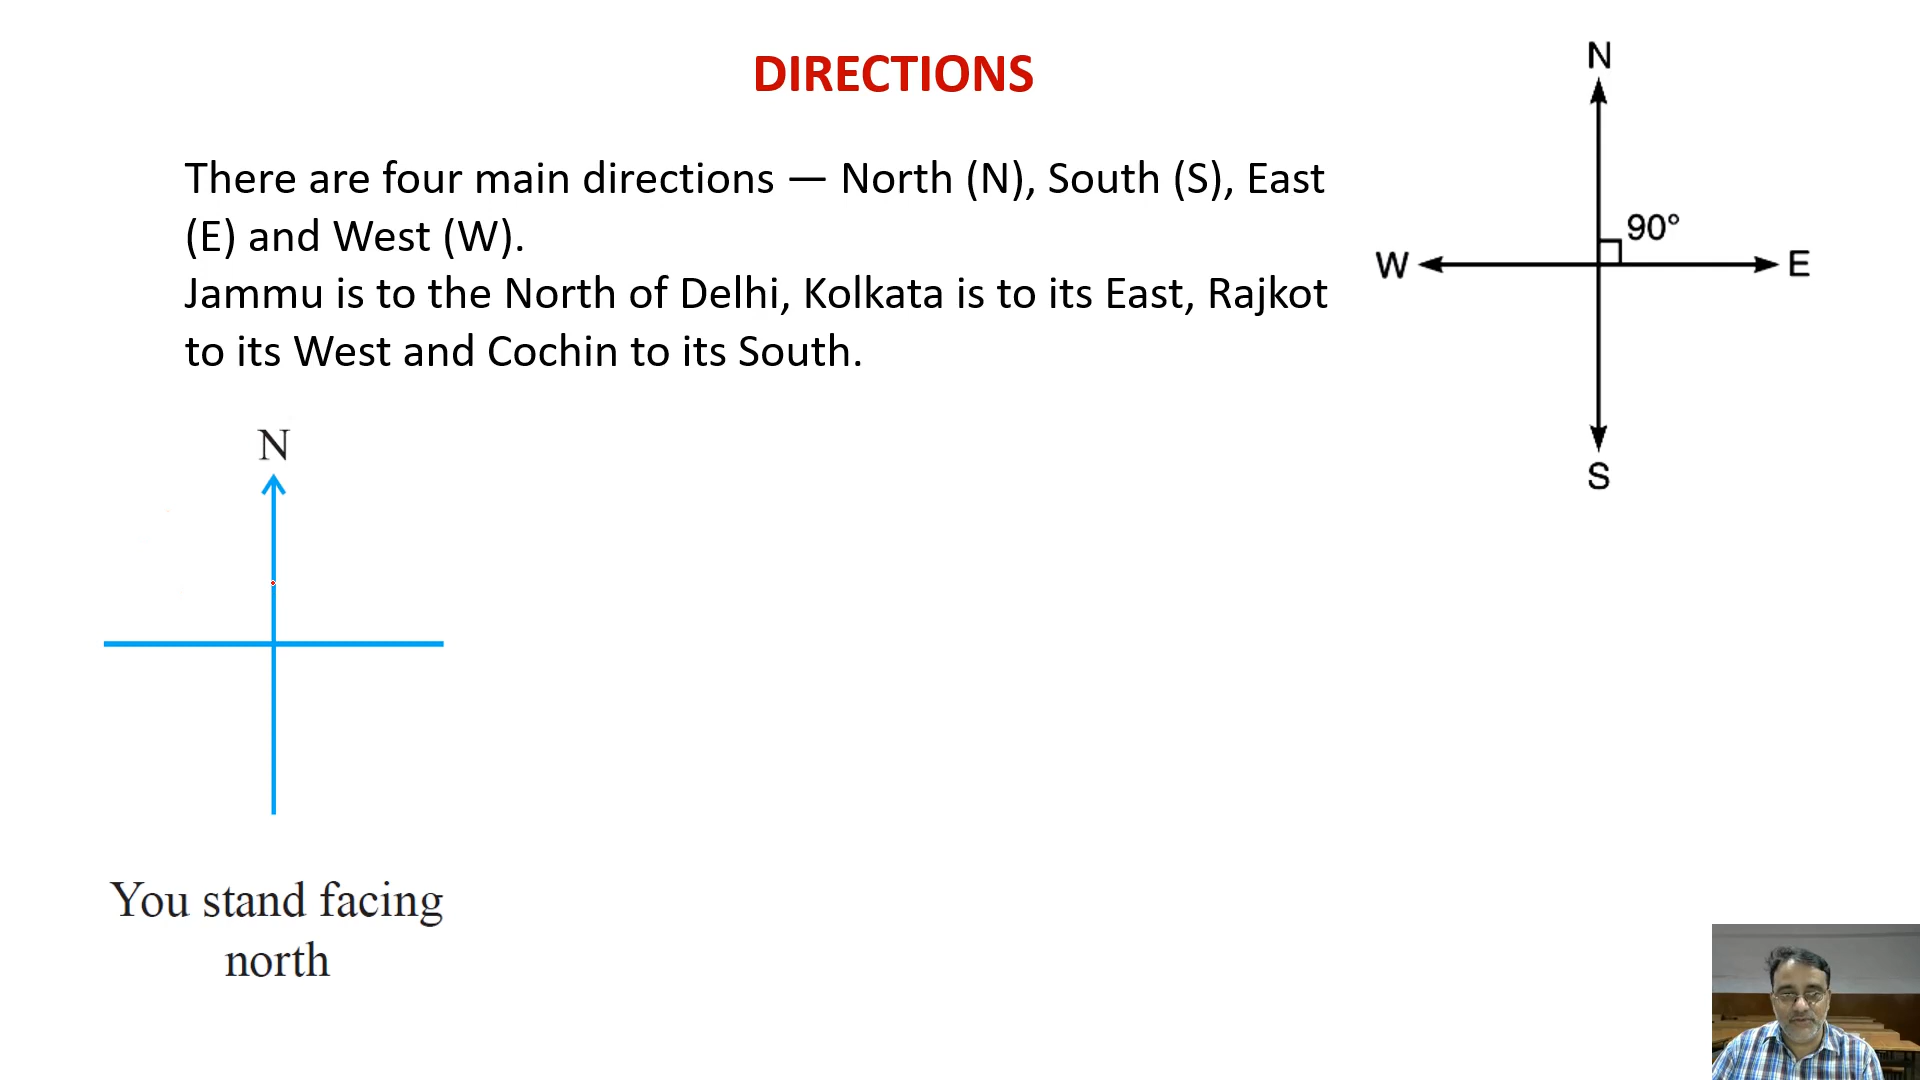 DIRECTIONS
There are four main directions — North (N), South (S), East
(E) and West (W).
Jammu is to the North of Delhi, Kolkata is to its East, Rajkot
to its West and Cochin to its South.
N
90°
W
E
S
N
You stand facing
north